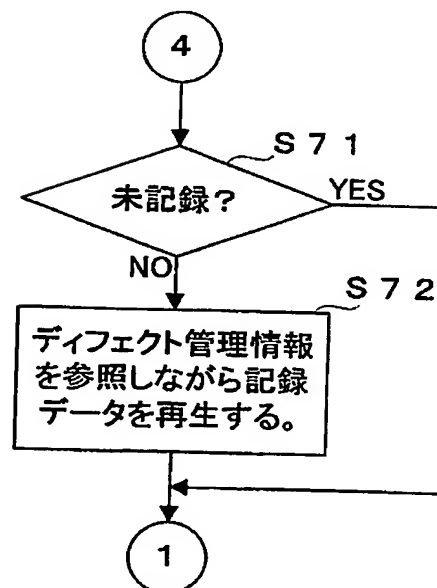 4
S71
未記録?
YES
NO
S72
ディフェクト管理情報
を参照しながら記録
データを再生する。
1